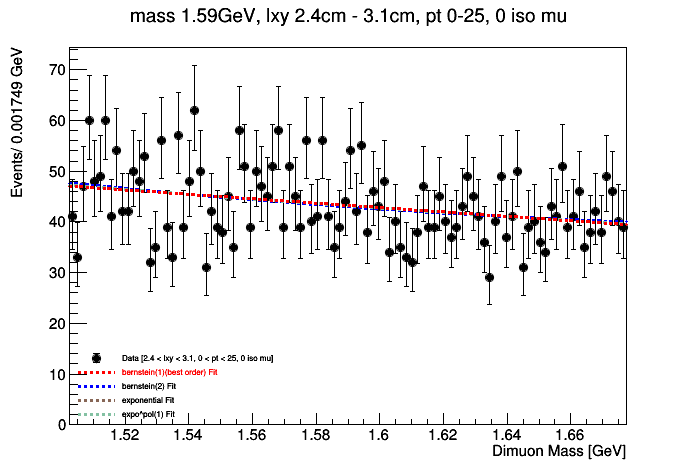 mass 1.59GeV, lxy 2.4cm - 3.1cm, pt 0-25, 0 iso mu
Events/ 0.001749 GeV
70
60
50
40
30
20
10
0
Data [2.4 < lxy < 3.1, 0 < pt < 25, 0 iso mu]
bernstein(1)(best order) Fit
bernstein(2) Fit
exponential Fit
expo*pol(1) Fit
1.52 1.54 1.56 1.58 1.6 1.62 1.64 1.66
Dimuon Mass [GeV]